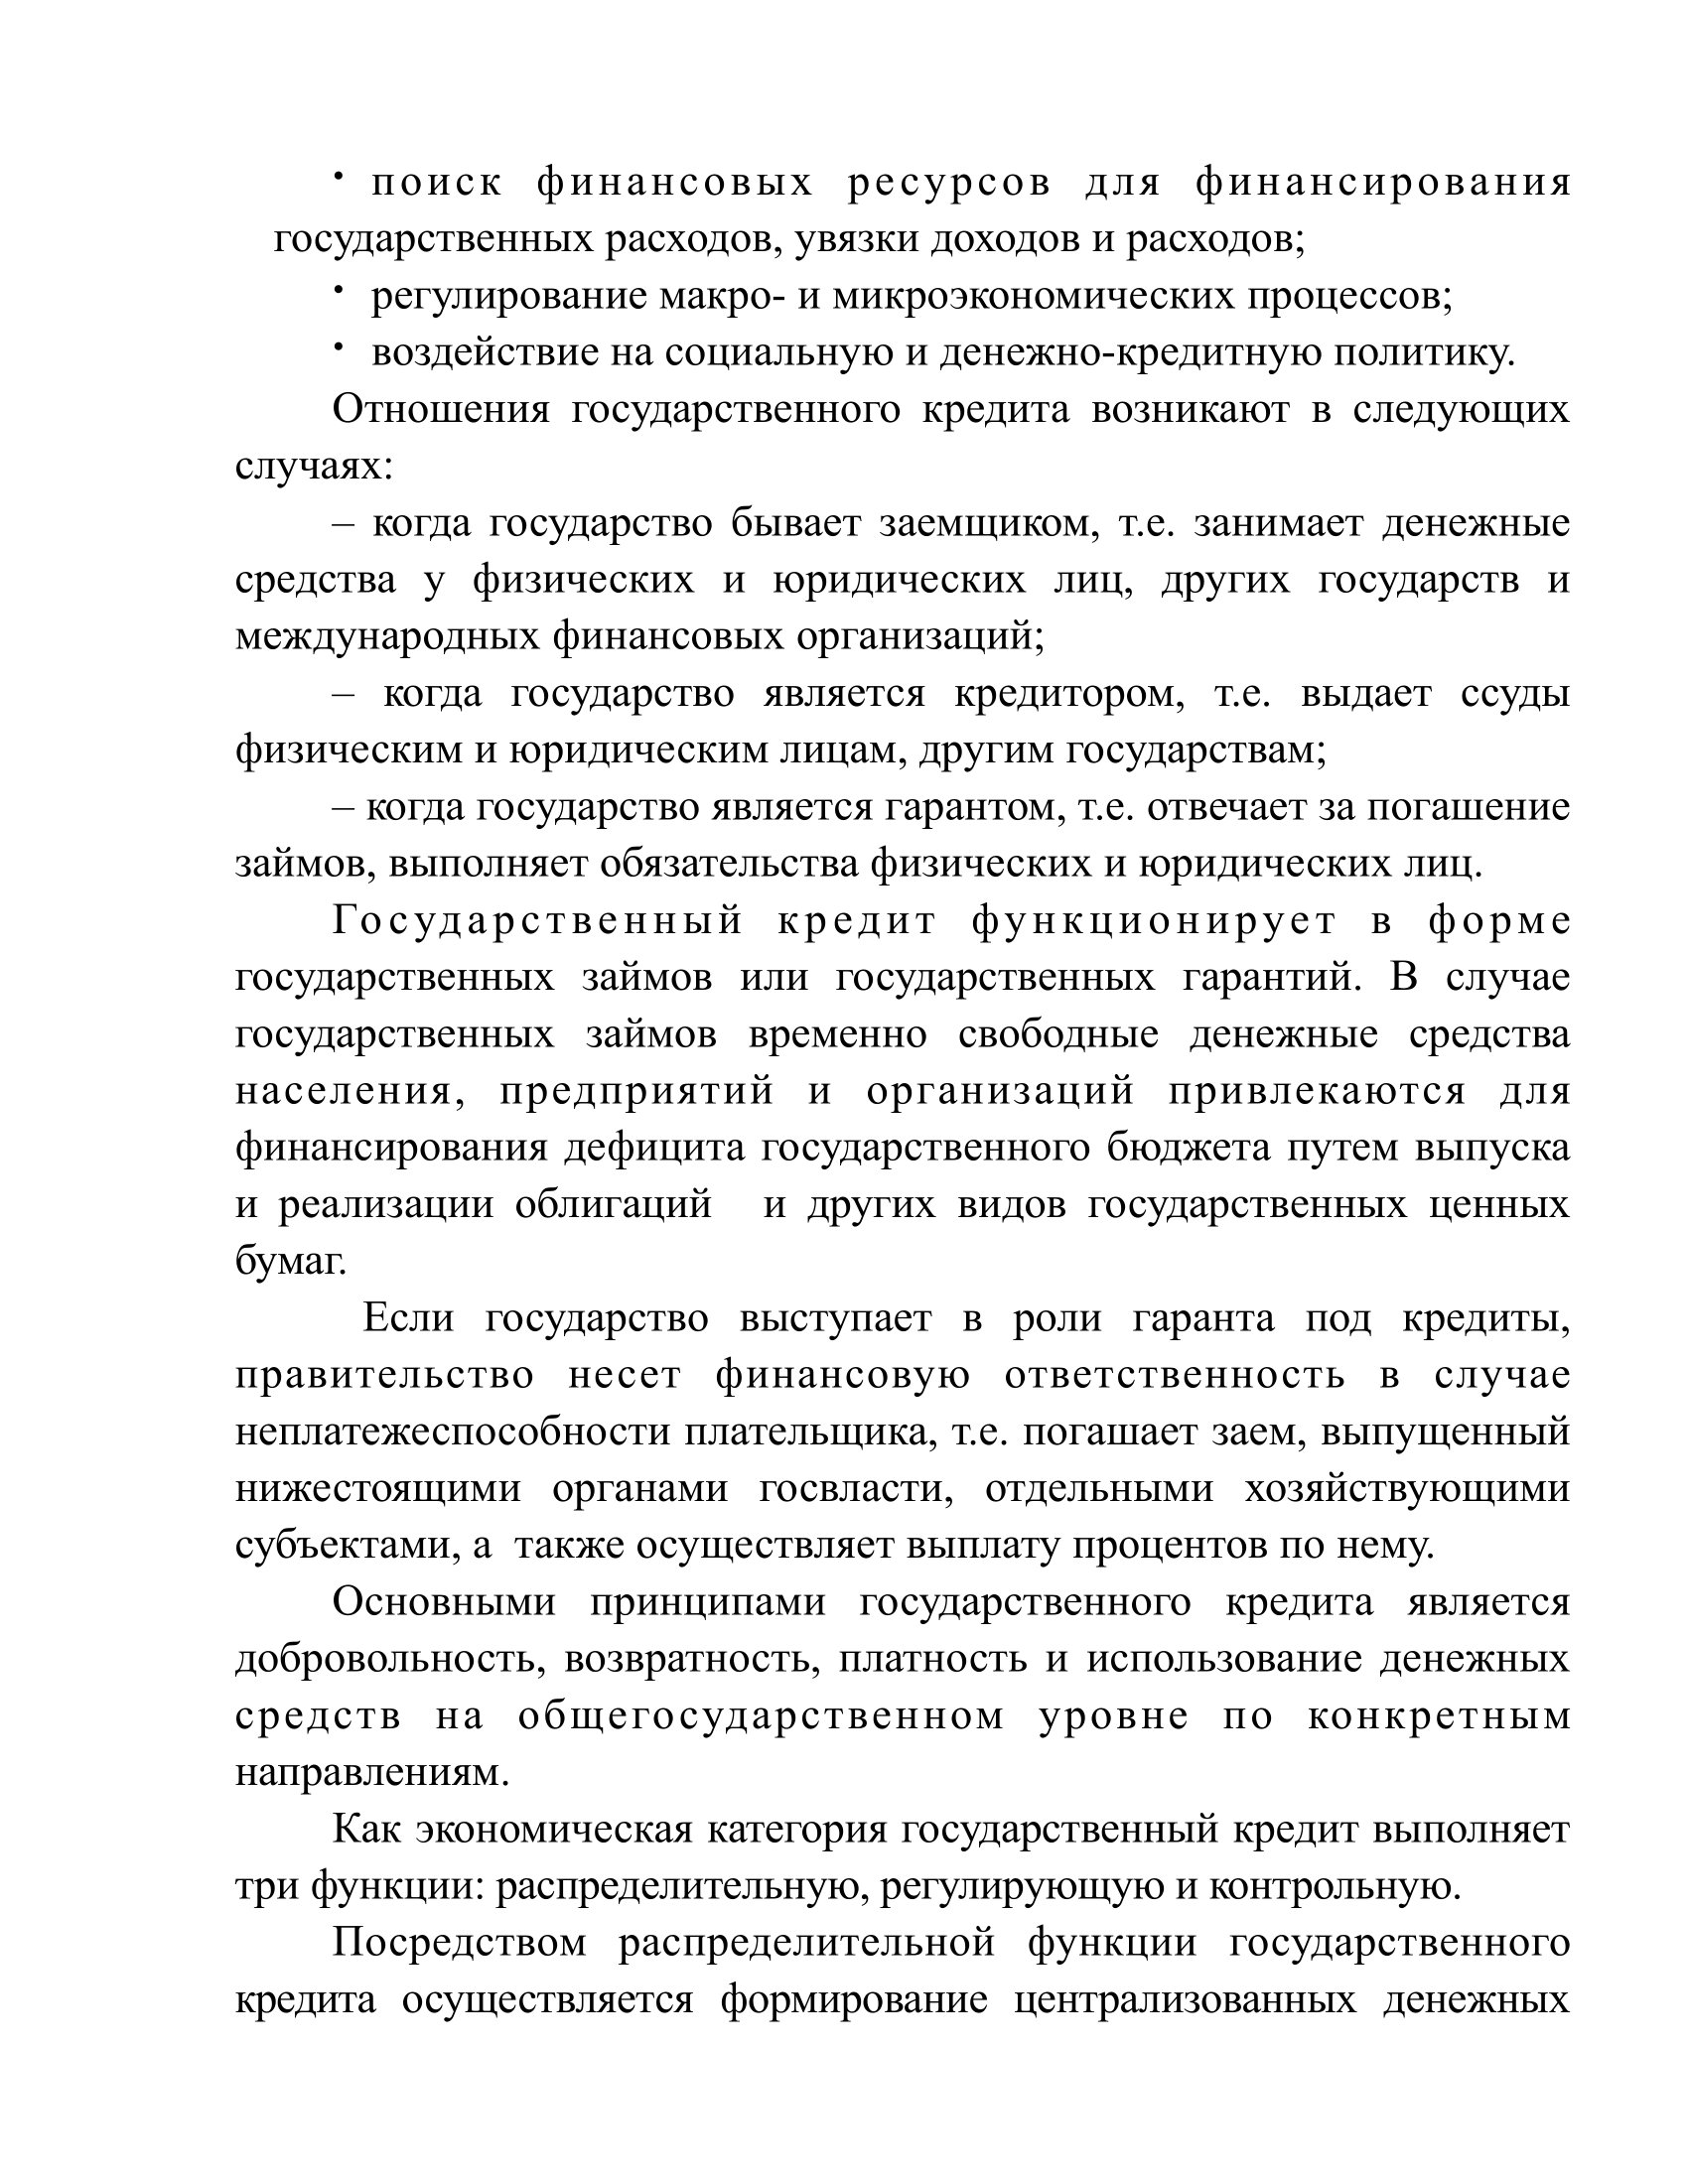 · поиск финансовых ресурсов для финансирования
государственных расходов, увязки доходов и расходов;
· регулирование макро- и микроэкономических процессов;
· воздействие на социальную и денежно-кредитную политику.
Отношения государственного кредита возникают в следующих
случаях:
– когда государство бывает заемщиком, т.е. занимает денежные
средства у физических и юридических лиц, других государств и
международных финансовых организаций;
– когда государство является кредитором, т.е. выдает ссуды
физическим и юридическим лицам, другим государствам;
– когда государство является гарантом, т.е. отвечает за погашение
займов, выполняет обязательства физических и юридических лиц.
Государственный кредит функционирует в форме
государственных займов или государственных гарантий. В случае
государственных займов временно свободные денежные средства
населения, предприятий и организаций привлекаются для
финансирования дефицита государственного бюджета путем выпуска
и реализации облигаций и других видов государственных ценных
бумаг.
Если государство выступает в роли гаранта под кредиты,
правительство несет финансовую ответственность в случае
неплатежеспособности плательщика, т.е. погашает заем, выпущенный
нижестоящими органами госвласти, отдельными хозяйствующими
субъектами, а также осуществляет выплату процентов по нему.
Основными принципами государственного кредита является
добровольность, возвратность, платность и использование денежных
средств на общегосударственном уровне по конкретным
направлениям.
Как экономическая категория государственный кредит выполняет
три функции: распределительную, регулирующую и контрольную.
Посредством распределительной функции государственного
кредита осуществляется формирование централизованных денежных